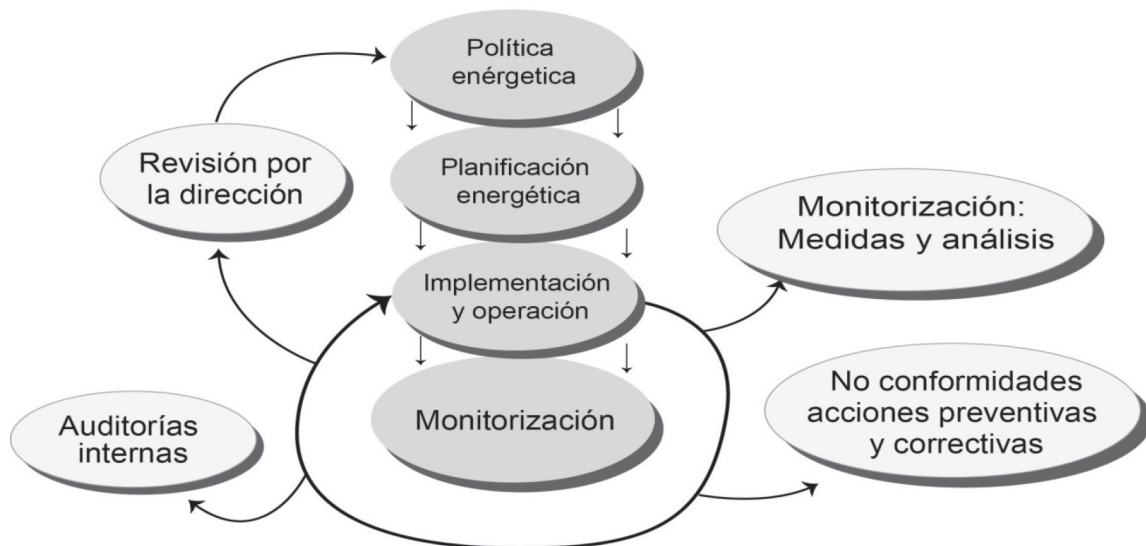 Política
enérgetica
Planificación
energética
Implementación
y operación
Monitorización
Revisión por
la dirección
Auditorías
internas
Monitorización:
Medidas y análisis
No conformidades
acciones preventivas
y correctivas